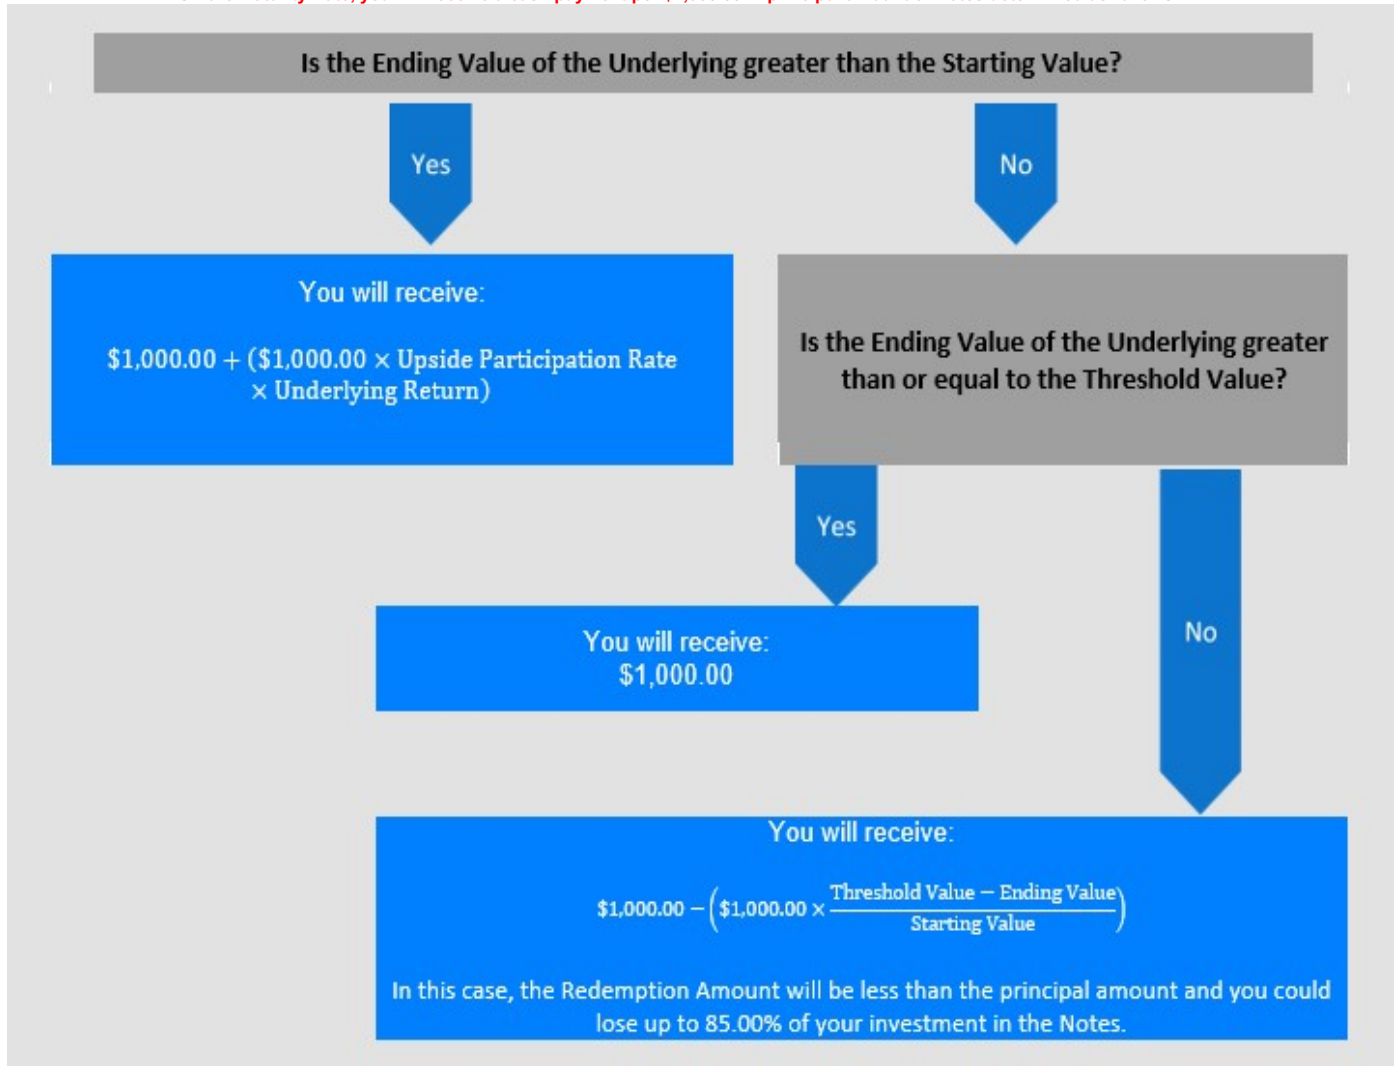 Is the Ending Value of the Underlying greater than the Starting Value?
Yes
No
You will receive:
$1,000.00 + ($1,000.00 × Upside Participation Rate
× Underlying Return)
Is the Ending Value of the Underlying greater
than or equal to the Threshold Value?
Yes
You will receive:
$1,000.00
No
You will receive:
$1,000.00 − ($1,000.00 × Threshold Value − Ending Value
Starting Value)
In this case, the Redemption Amount will be less than the principal amount and you could
lose up to 85.00% of your investment in the Notes.